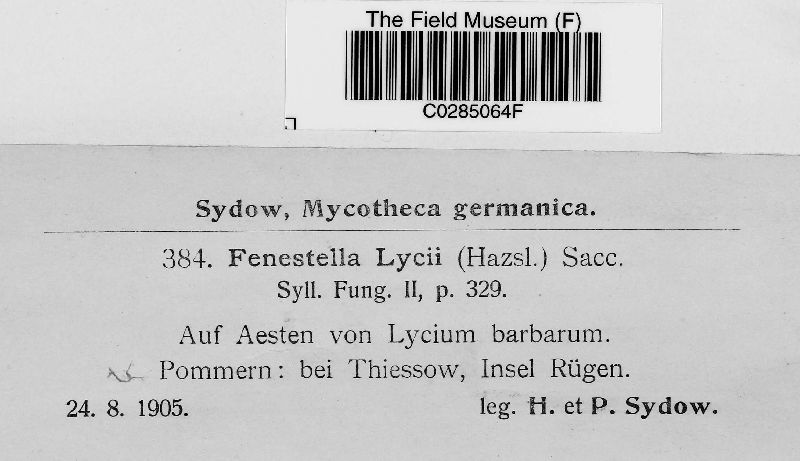 The Field Museum (F)
C0285064F
Sydow, Mycotheca germanica.
384. Fenestella Lycii (Hazsl.) Sacc.
Syll. Fung. II, p. 329.
Auf Aesten von Lycium barbarum.
Pommern: bei Thiessow, Insel Rügen.
24. 8. 1905.
leg. H. et P. Sydow.